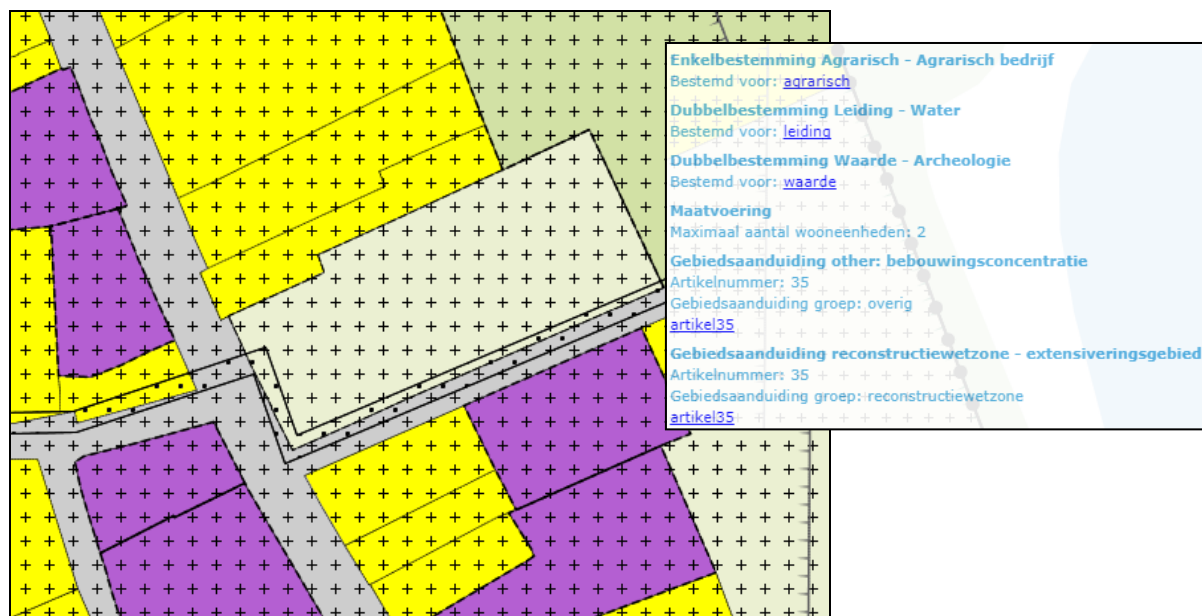 Enkelbestemming Agrarisch - Agrarisch bedrijf
Bestemd voor: agrarisch
Dubbelbestemming Leiding - Water
Bestemd voor: leiding
Dubbelbestemming Waarde - Archeologie
Bestemd voor: waarde
Maatvoering
Maximaal aantal wooneenheden: 2
Gebiedsaanduiding other: bebouwingsconcentratie
Artikelnummer: 35
Gebiedsaanduiding groep: overig
artikel35
Gebiedsaanduiding reconstructiewetzone - extensiveringsgebied
Artikelnummer: 35
Gebiedsaanduiding groep: reconstructiewetzone
artikel35